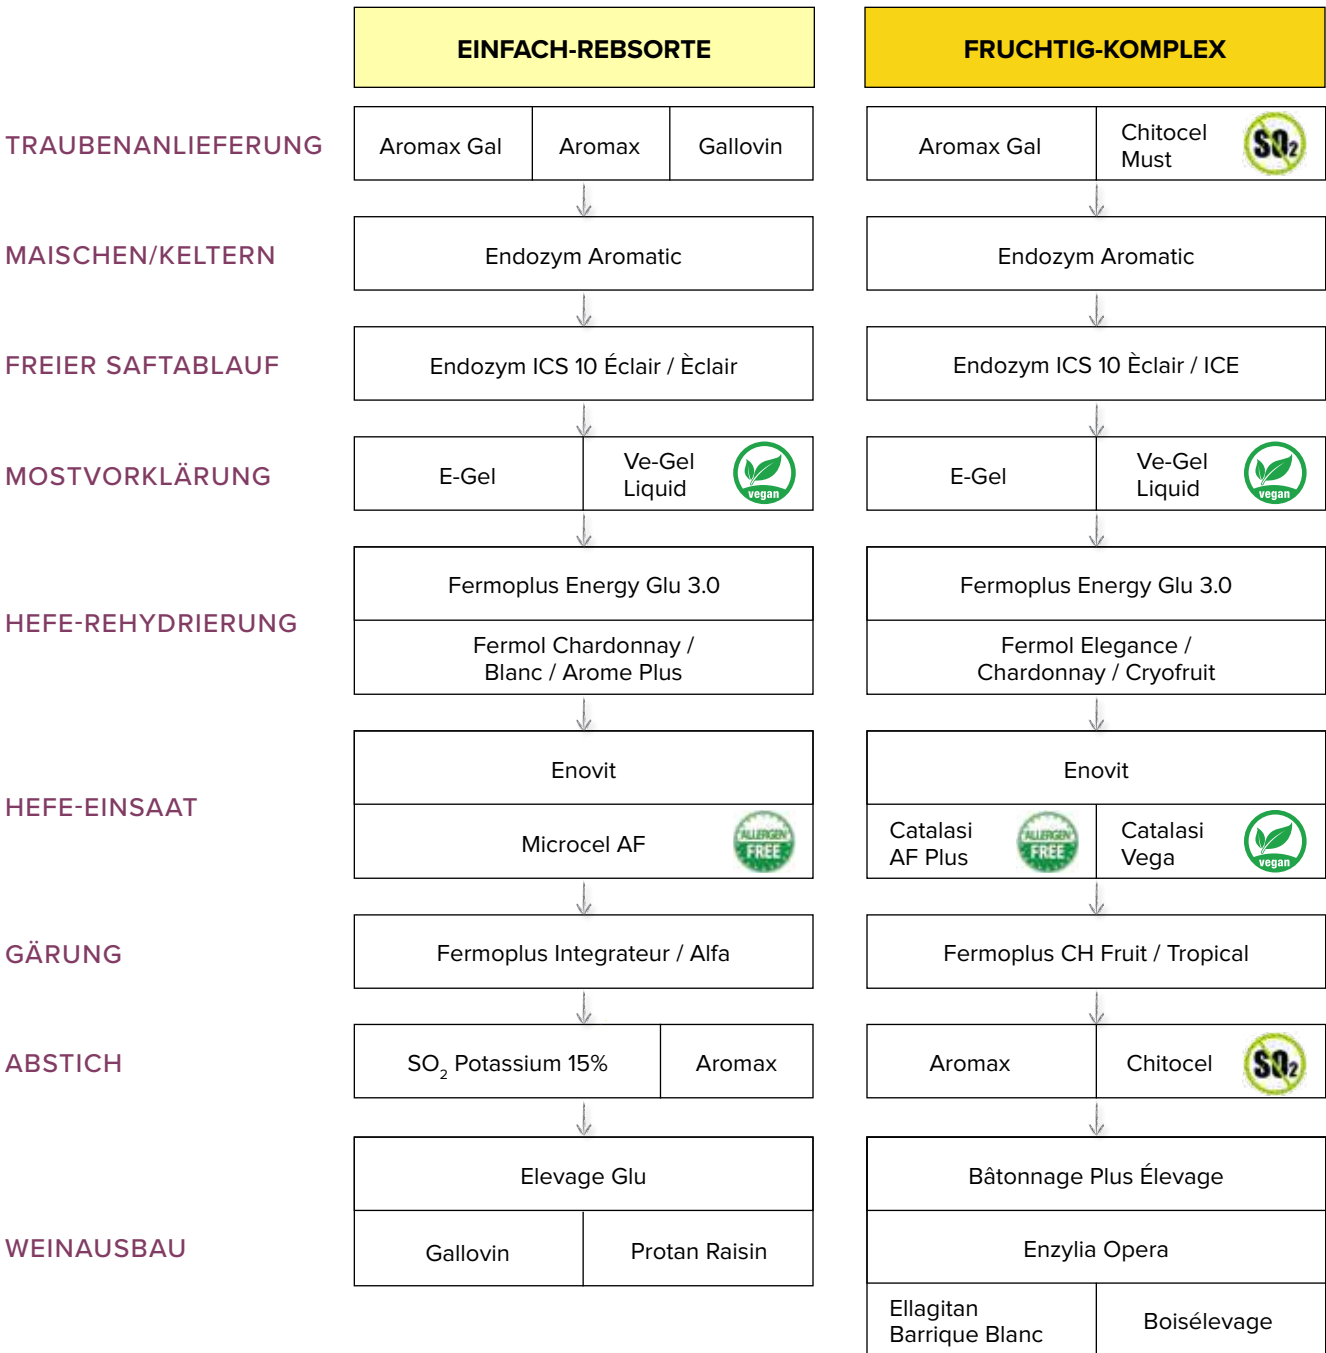 EINFACH-REBSORTE
FRUCHTIG-KOMPLEX
TRAUBENANLIEFERUNG
Aromax Gal
Aromax
Gallovin
Aromax Gal
Chitocel
Must
SO₂
MAISCHEN/KELTERN
Endozym Aromatic
Endozym Aromatic
FREIER SAFTABLAUF
Endozym ICS 10 Éclair / Èclair
Endozym ICS 10 Èclair / ICE
MOSTVORKLÄRUNG
E-Gel
Ve-Gel
Liquid
vegan
E-Gel
Ve-Gel
Liquid
vegan
HEFE-REHYDRIERUNG
Fermoplus Energy Glu 3.0
Fermol Chardonnay /
Blanc / Arome Plus
Fermoplus Energy Glu 3.0
Fermol Elegance /
Chardonnay / Cryofruit
HEFE-EINSAAT
Enovit
Microcel AF
ALLERGEN
FREE
Enovit
Catalasi
AF Plus
ALLERGEN
FREE
Catalasi
Vega
vegan
GÄRUNG
Fermoplus Integrateur / Alfa
Fermoplus CH Fruit / Tropical
ABSTICH
SO₂ Potassium 15%
Aromax
Aromax
Chitocel
SO₂
WEINAUSBAU
Elevage Glu
Gallovin
Protan Raisin
Bâtonnage Plus Élevage
Enzylia Opera
Ellagitan
Barrique Blanc
Boisélevage